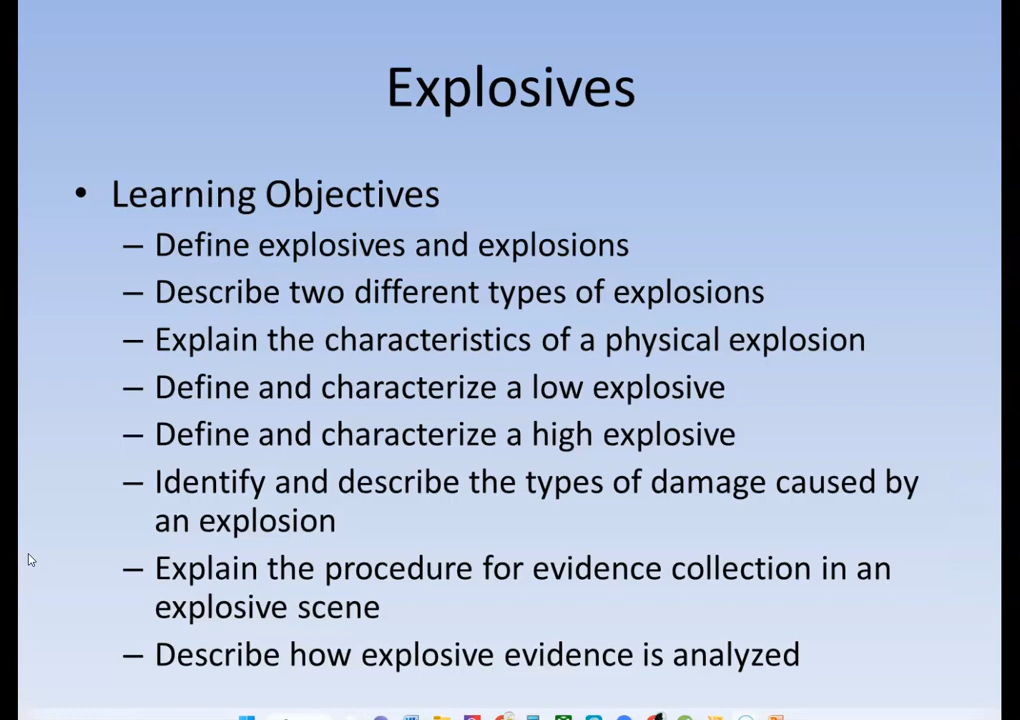 Explosives
• Learning Objectives
– Define explosives and explosions
– Describe two different types of explosions
– Explain the characteristics of a physical explosion
– Define and characterize a low explosive
– Define and characterize a high explosive
– Identify and describe the types of damage caused by
an explosion
– Explain the procedure for evidence collection in an
explosive scene
– Describe how explosive evidence is analyzed